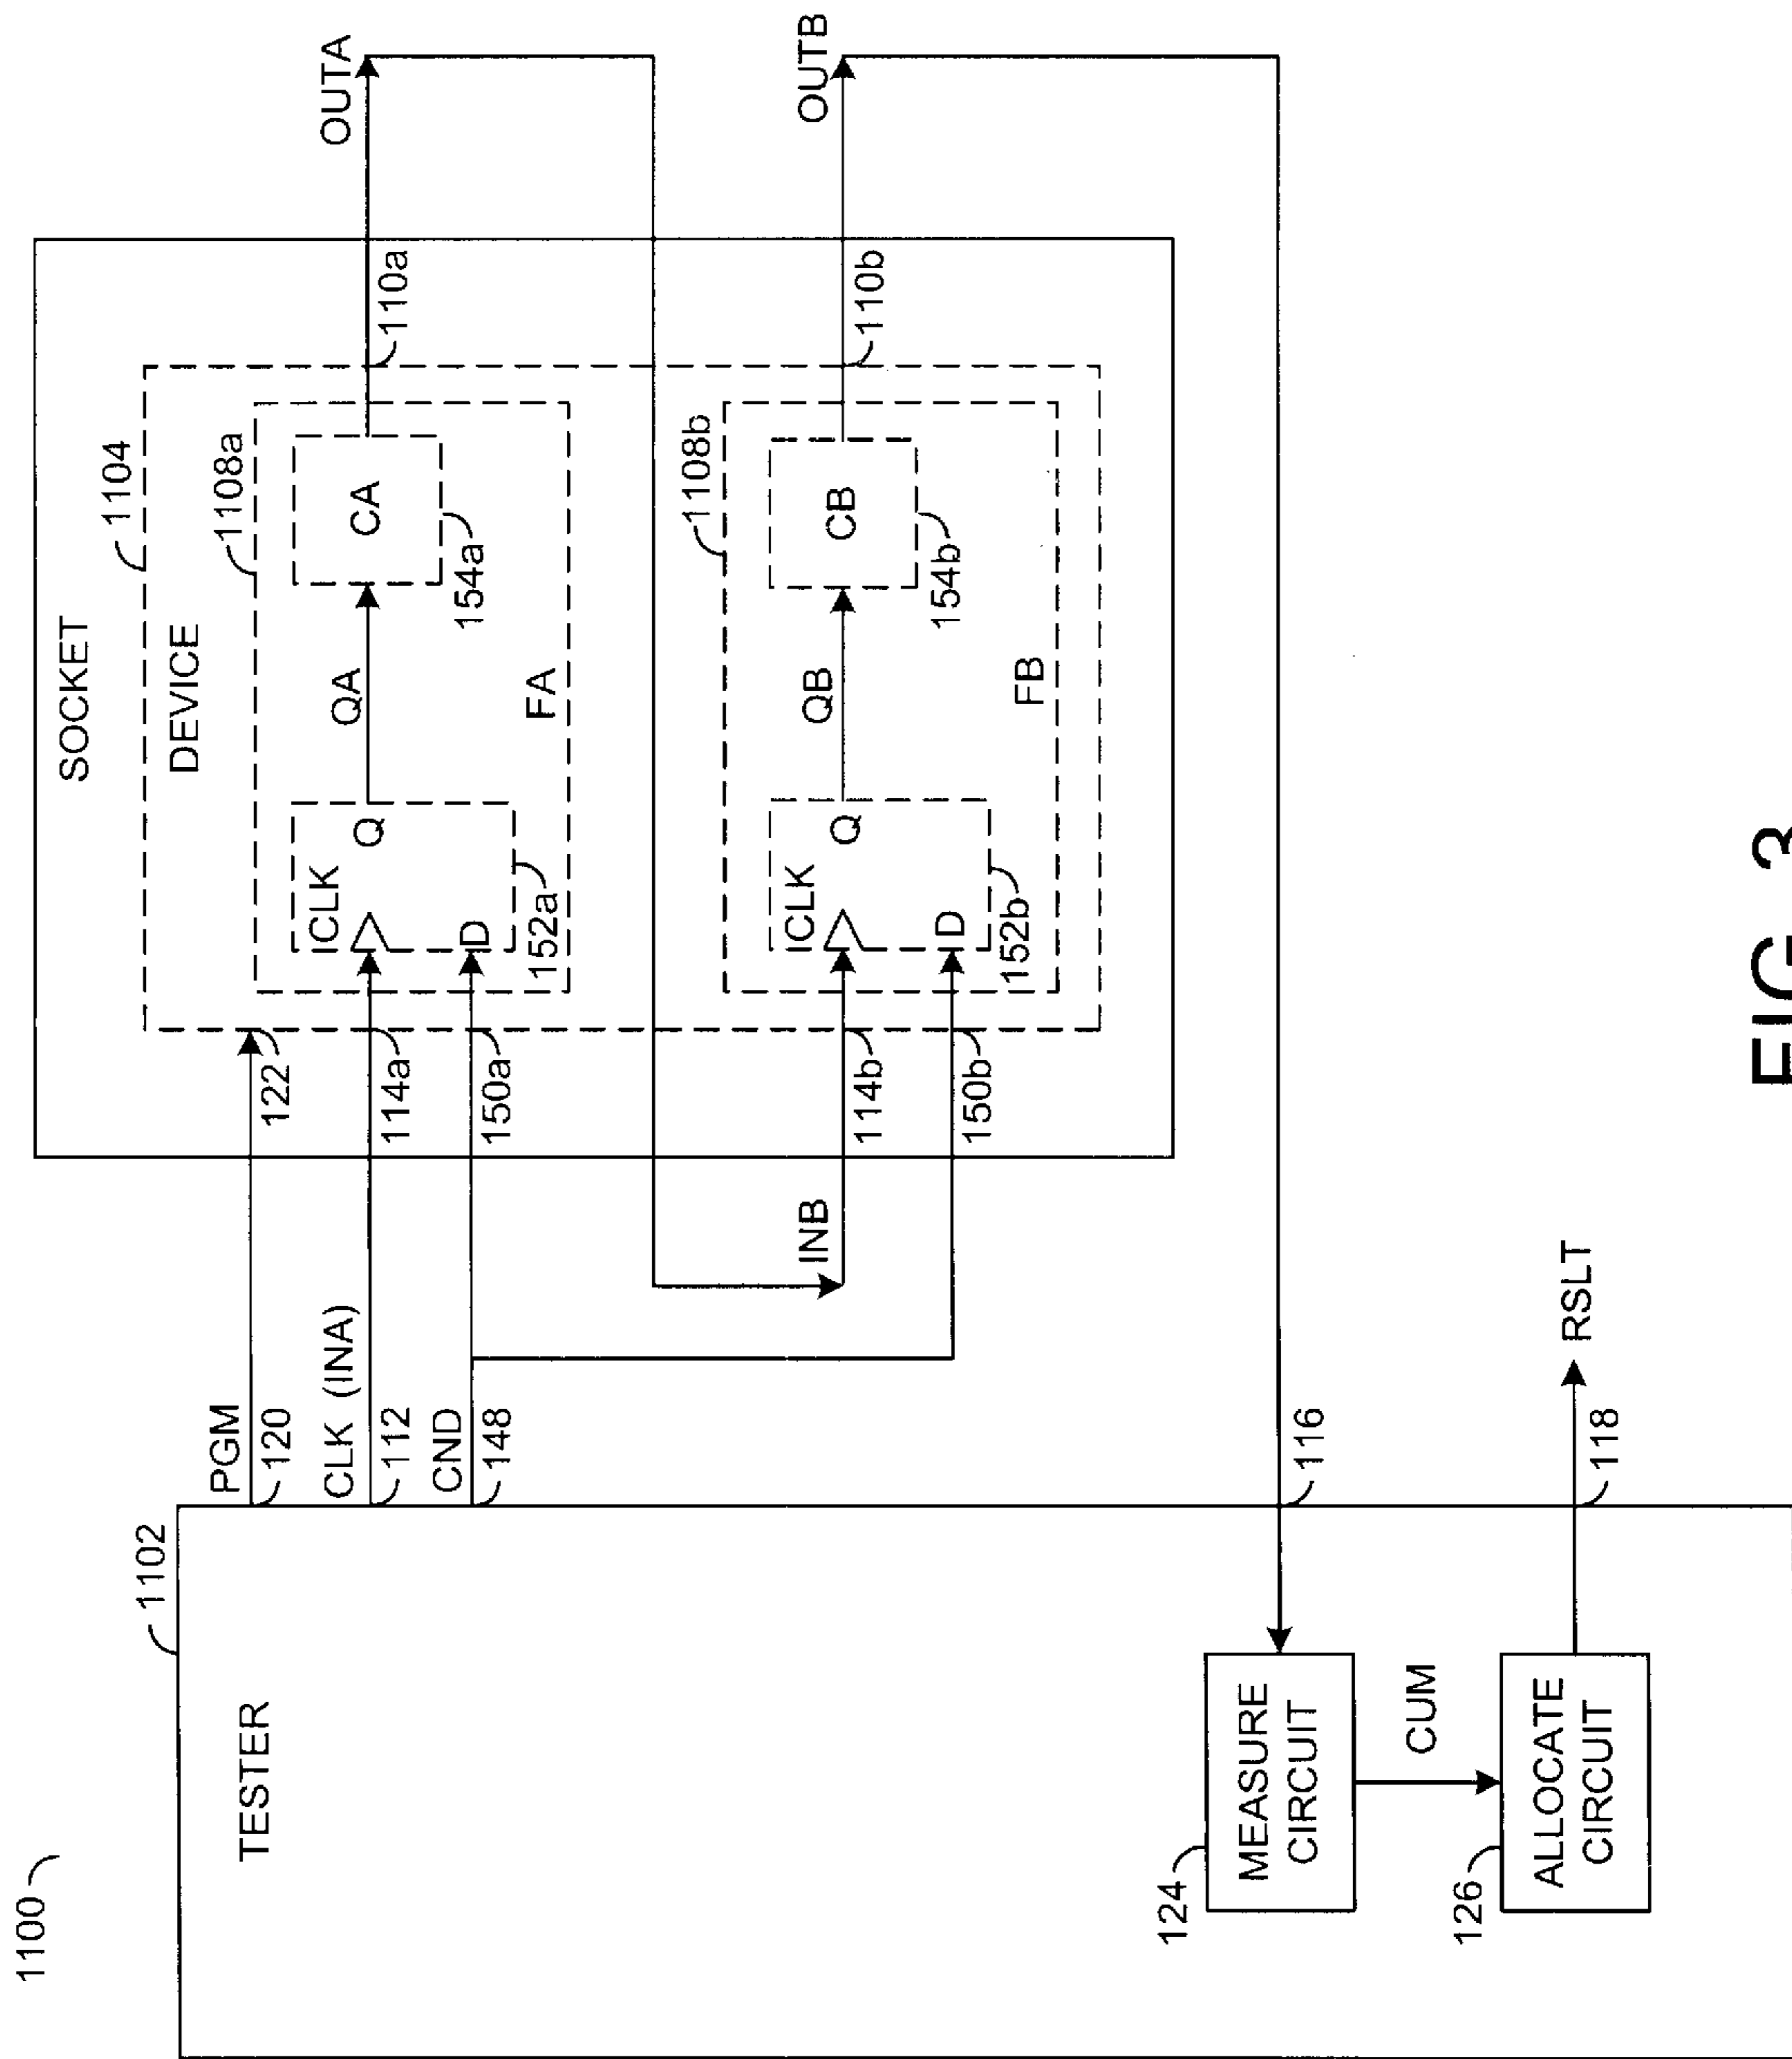 1100
1102
TESTER
PGM
120
CLK (INA)
112
CND
148
SOCKET
1104
DEVICE
1108a
122
114a
150a
ICLK
Q
D
152a
QA
CA
154a
FA
110a
OUTA
INB
114b
150b
1108b
ICLK
Q
D
152b
QB
CB
154b
FB
110b
OUTB
116
124
MEASURE
CIRCUIT
CUM
126
ALLOCATE
CIRCUIT
118
RSLT
FIG 3